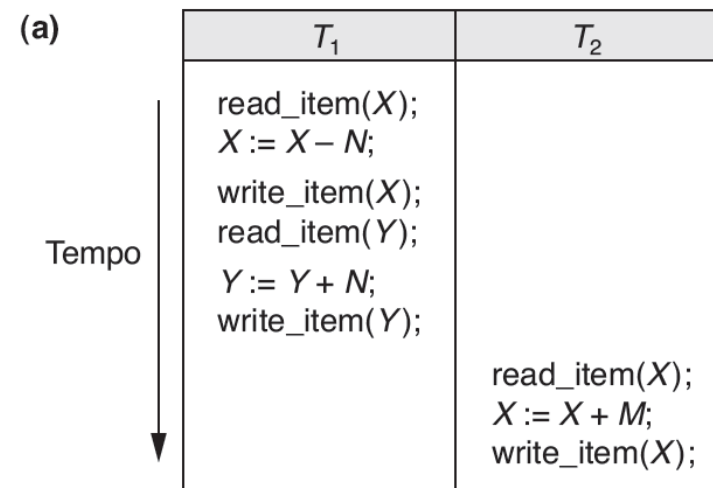 (a)
T₁ T₂
read_item(X);
X := X – N;
write_item(X);
read_item(Y);
Tempo
Y := Y + N;
write_item(Y);
read_item(X);
X := X + M;
write_item(X);